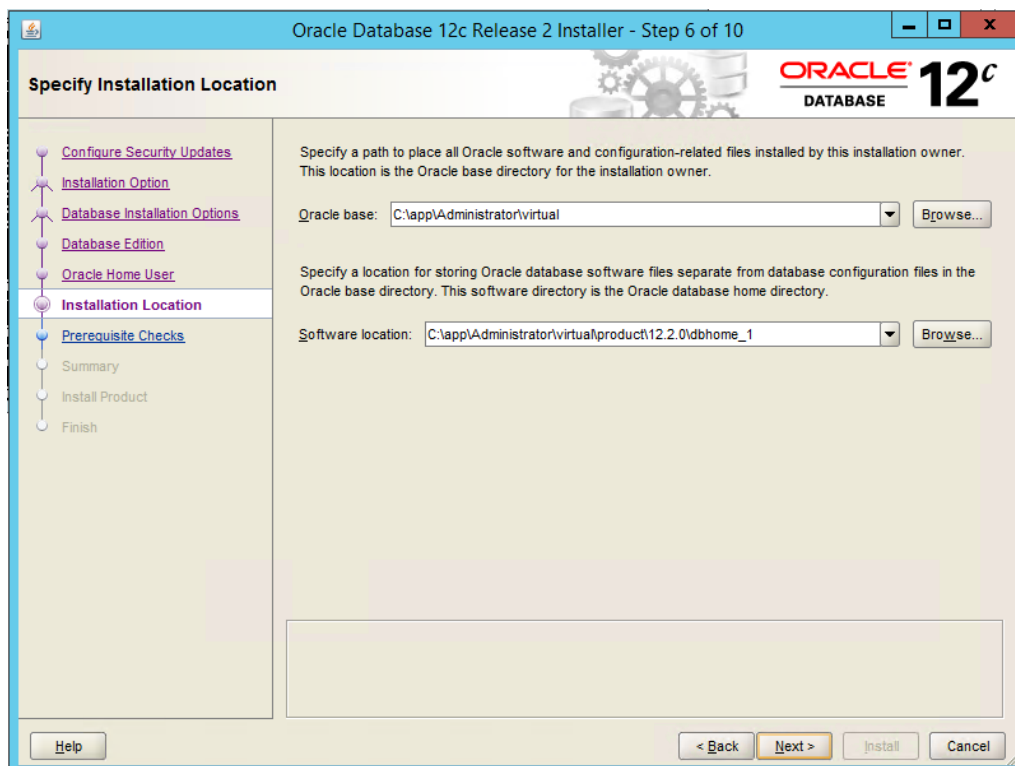 Oracle Database 12c Release 2 Installer - Step 6 of 10
Specify Installation Location
ORACLE 12c
DATABASE
Configure Security Updates
Installation Option
Database Installation Options
Database Edition
Oracle Home User
Installation Location
Prerequisite Checks
Summary
Install Product
Finish
Specify a path to place all Oracle software and configuration-related files installed by this installation owner.
This location is the Oracle base directory for the installation owner.
Oracle base: C:\app\Administrator\virtual Browse...
Specify a location for storing Oracle database software files separate from database configuration files in the
Oracle base directory. This software directory is the Oracle database home directory.
Software location: C:\app\Administrator\virtual\product\12.2.0\dbhome_1 Browse...
Help < Back Next > Install Cancel